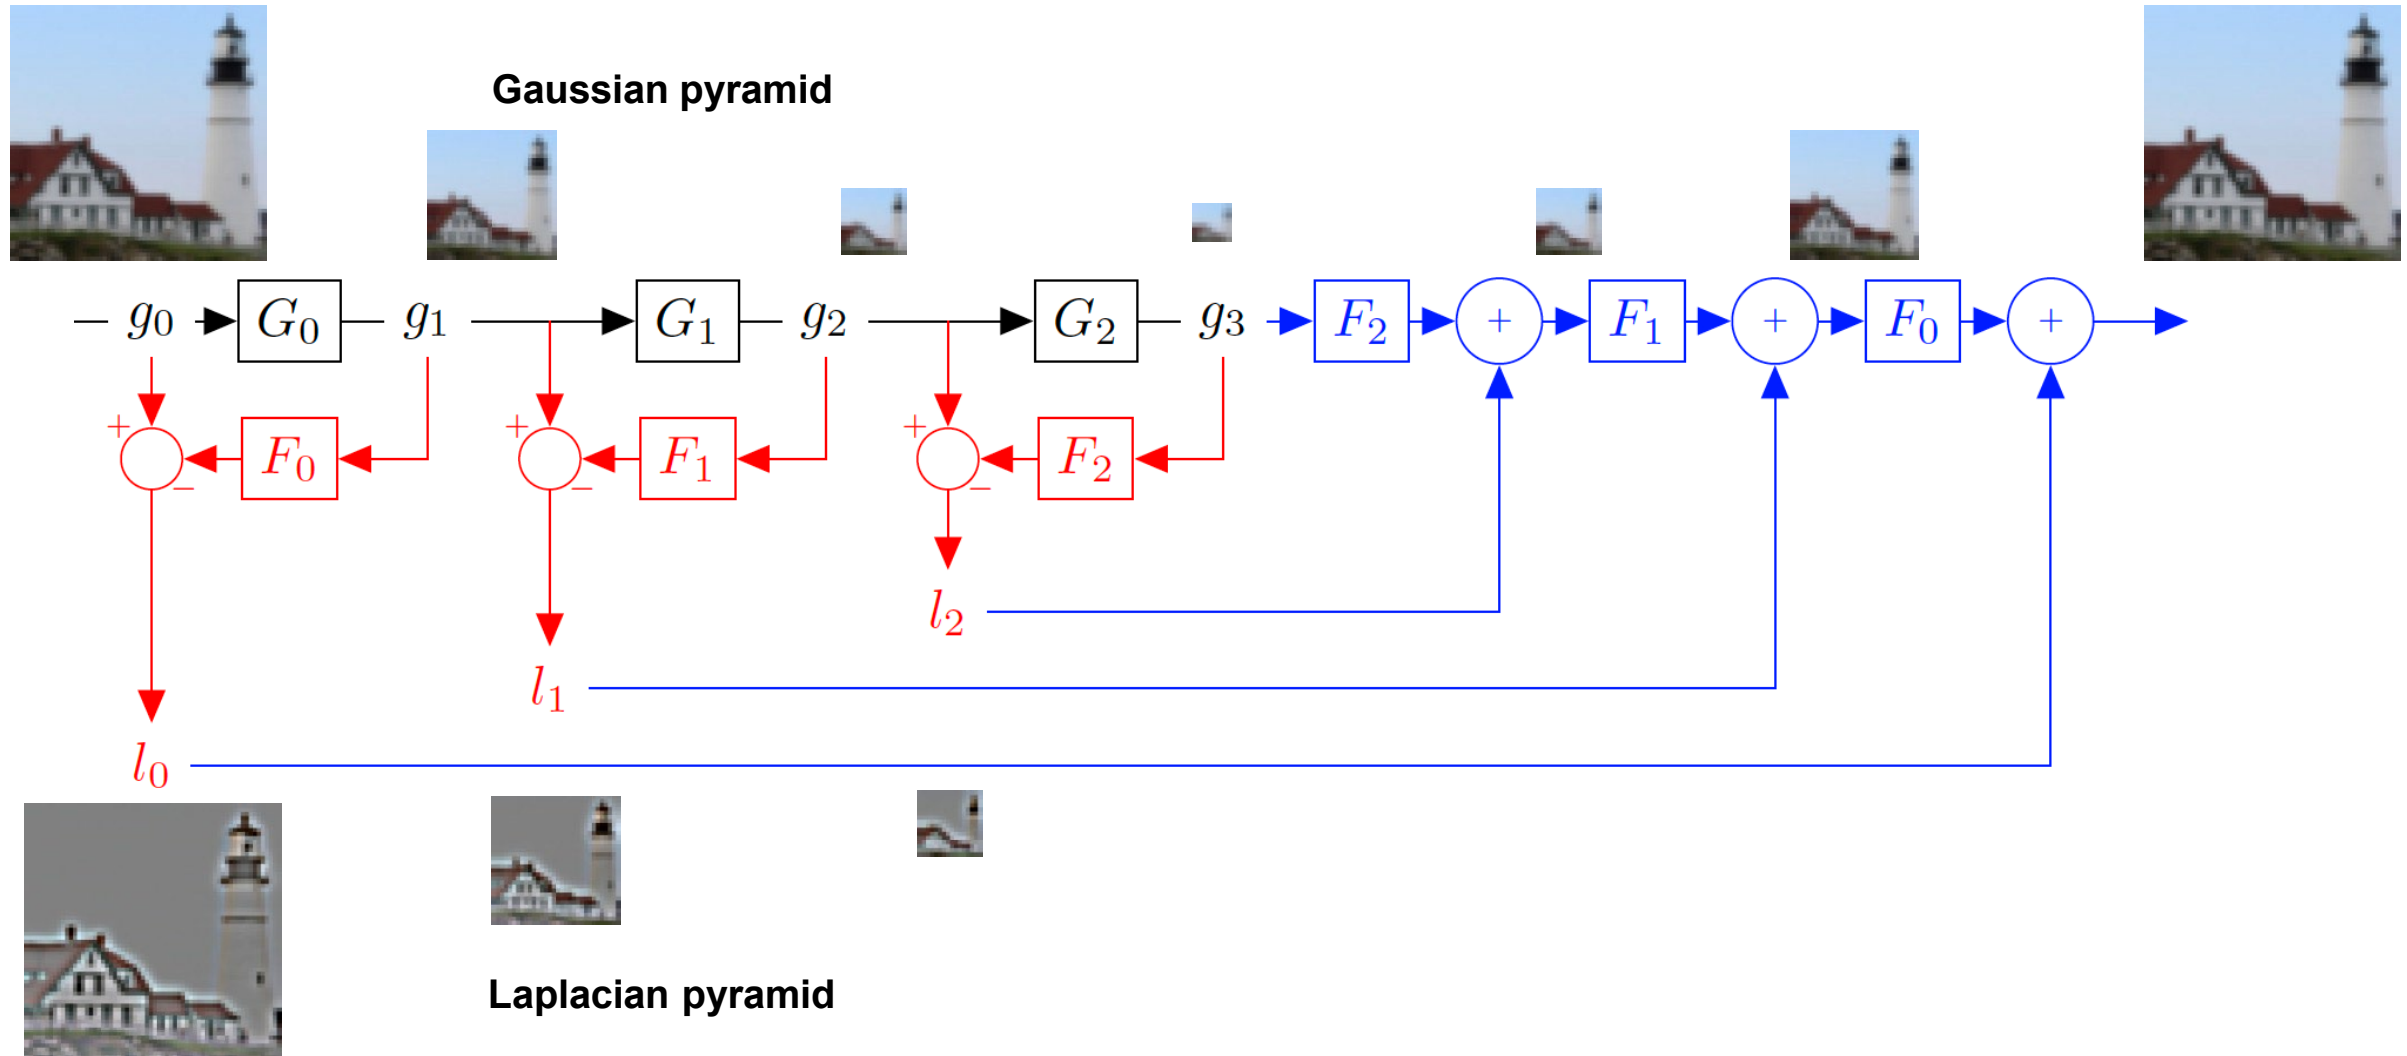 Gaussian pyramid
g₀ G₀ g₁ G₁ g₂ G₂ g₃ F₂ + F₁ + F₀ +
+ F₀ − + F₁ − + F₂ −
l₂
l₁
l₀
Laplacian pyramid